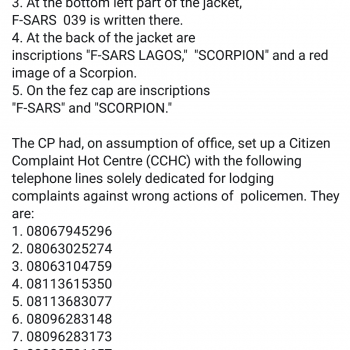 3. At the bottom left part of the jacket,
F-SARS  039 is written there.
4. At the back of the jacket are
inscriptions "F-SARS LAGOS,"  "SCORPION" and a red
image of a Scorpion.
5. On the fez cap are inscriptions
"F-SARS" and "SCORPION."

The CP had, on assumption of office, set up a Citizen
Complaint Hot Centre (CCHC) with the following
telephone lines solely dedicated for lodging
complaints against wrong actions of  policemen. They
are:
1. 08067945296
2. 08063025274
3. 08063104759
4. 08113615350
5. 08113683077
6. 08096283148
7. 08096283173